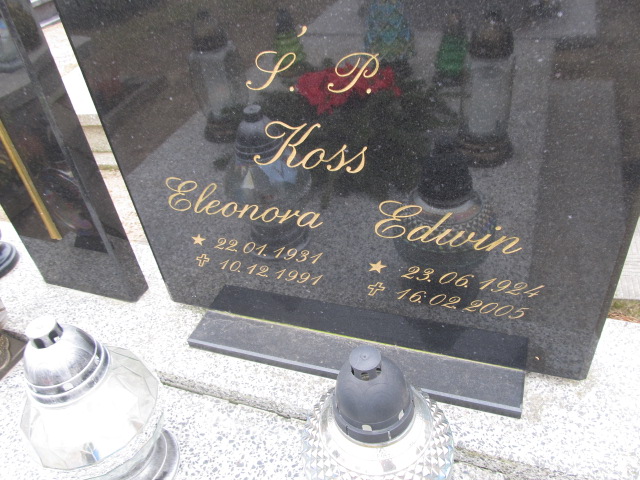 Ś. P.
Koss
Eleonora
★ 22.01.1931
✝ 10.12.1991
Edwin
★ 23.06.1924
✝ 16.02.2005